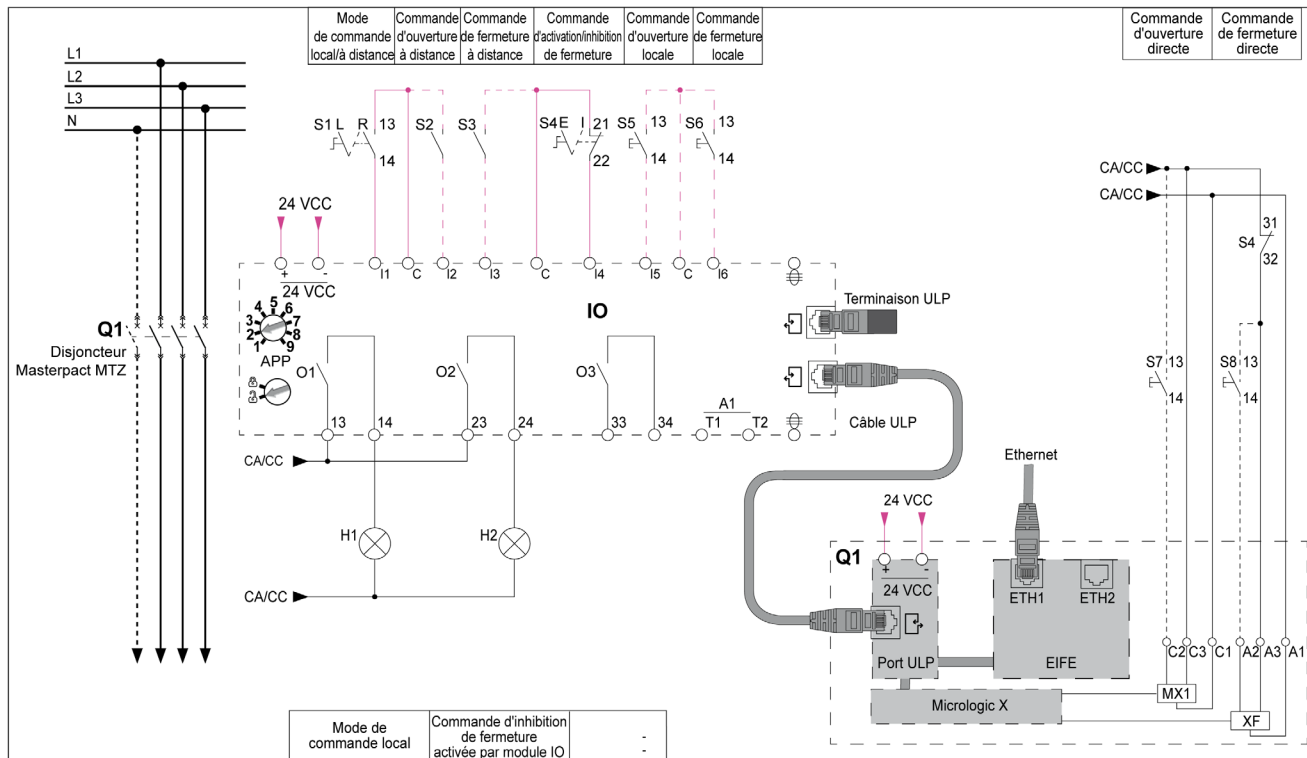 Mode
de commande
local/à distance
Commande
d'ouverture
à distance
Commande
de fermeture
à distance
Commande
d'activation/inhibition
de fermeture
Commande
d'ouverture
locale
Commande
de fermeture
locale
Commande
d'ouverture
directe
Commande
de fermeture
directe
L1
L2
L3
N
S1 L R 13
14
S2
S3
S4E I 21
22
S5 13
14
S6 13
14
CA/CC
CA/CC
31
S4
32
24 VCC
+ -
24 VCC
I1 C I2 I3 C I4 I5 C I6
IO
1 2 3 4 5 6 7 8 9
APP
Terminaison ULP
Q1
Disjoncteur
Masterpact MTZ
O1
O2
O3
S7 13
14
S8 13
14
A1
13 14 23 24 33 34 T1 T2
Câble ULP
CA/CC
Ethernet
24 VCC
H1
H2
CA/CC
Q1
+ -
24 VCC
ETH1
ETH2
Port ULP
EIFE
C2 C3 C1 A2 A3 A1
MX1
Micrologic X
XF
Mode de
commande local
Commande d'inhibition
de fermeture
activée par module IO
-
-